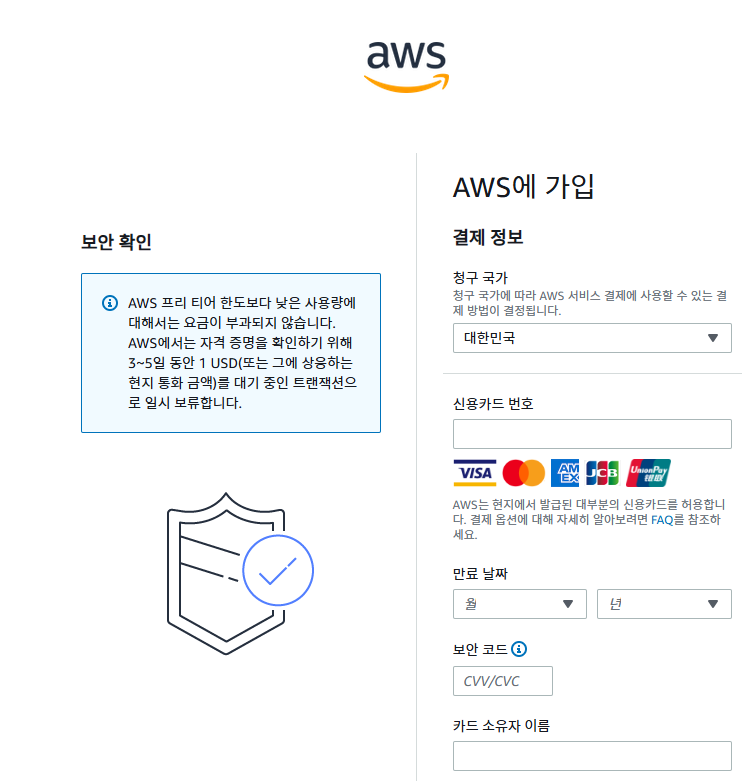 aws
보안 확인
AWS 프리 티어 한도보다 낮은 사용량에
대해서는 요금이 부과되지 않습니다.
AWS에서는 자격 증명을 확인하기 위해
3~5일 동안 1 USD(또는 그에 상응하는
현지 통화 금액)를 대기 중인 트랜잭션으
로 일시 보류합니다.
AWS에 가입
결제 정보
청구 국가
청구 국가에 따라 AWS 서비스 결제에 사용할 수 있는 결
제 방법이 결정됩니다.
대한민국
신용카드 번호
VISA AM EX JCB UnionPay 银联
AWS는 현지에서 발급된 대부분의 신용카드를 허용합니
다. 결제 옵션에 대해 자세히 알아보려면 FAQ를 참조하
세요.
만료 날짜
월 년
보안 코드
CVV/CVC
카드 소유자 이름